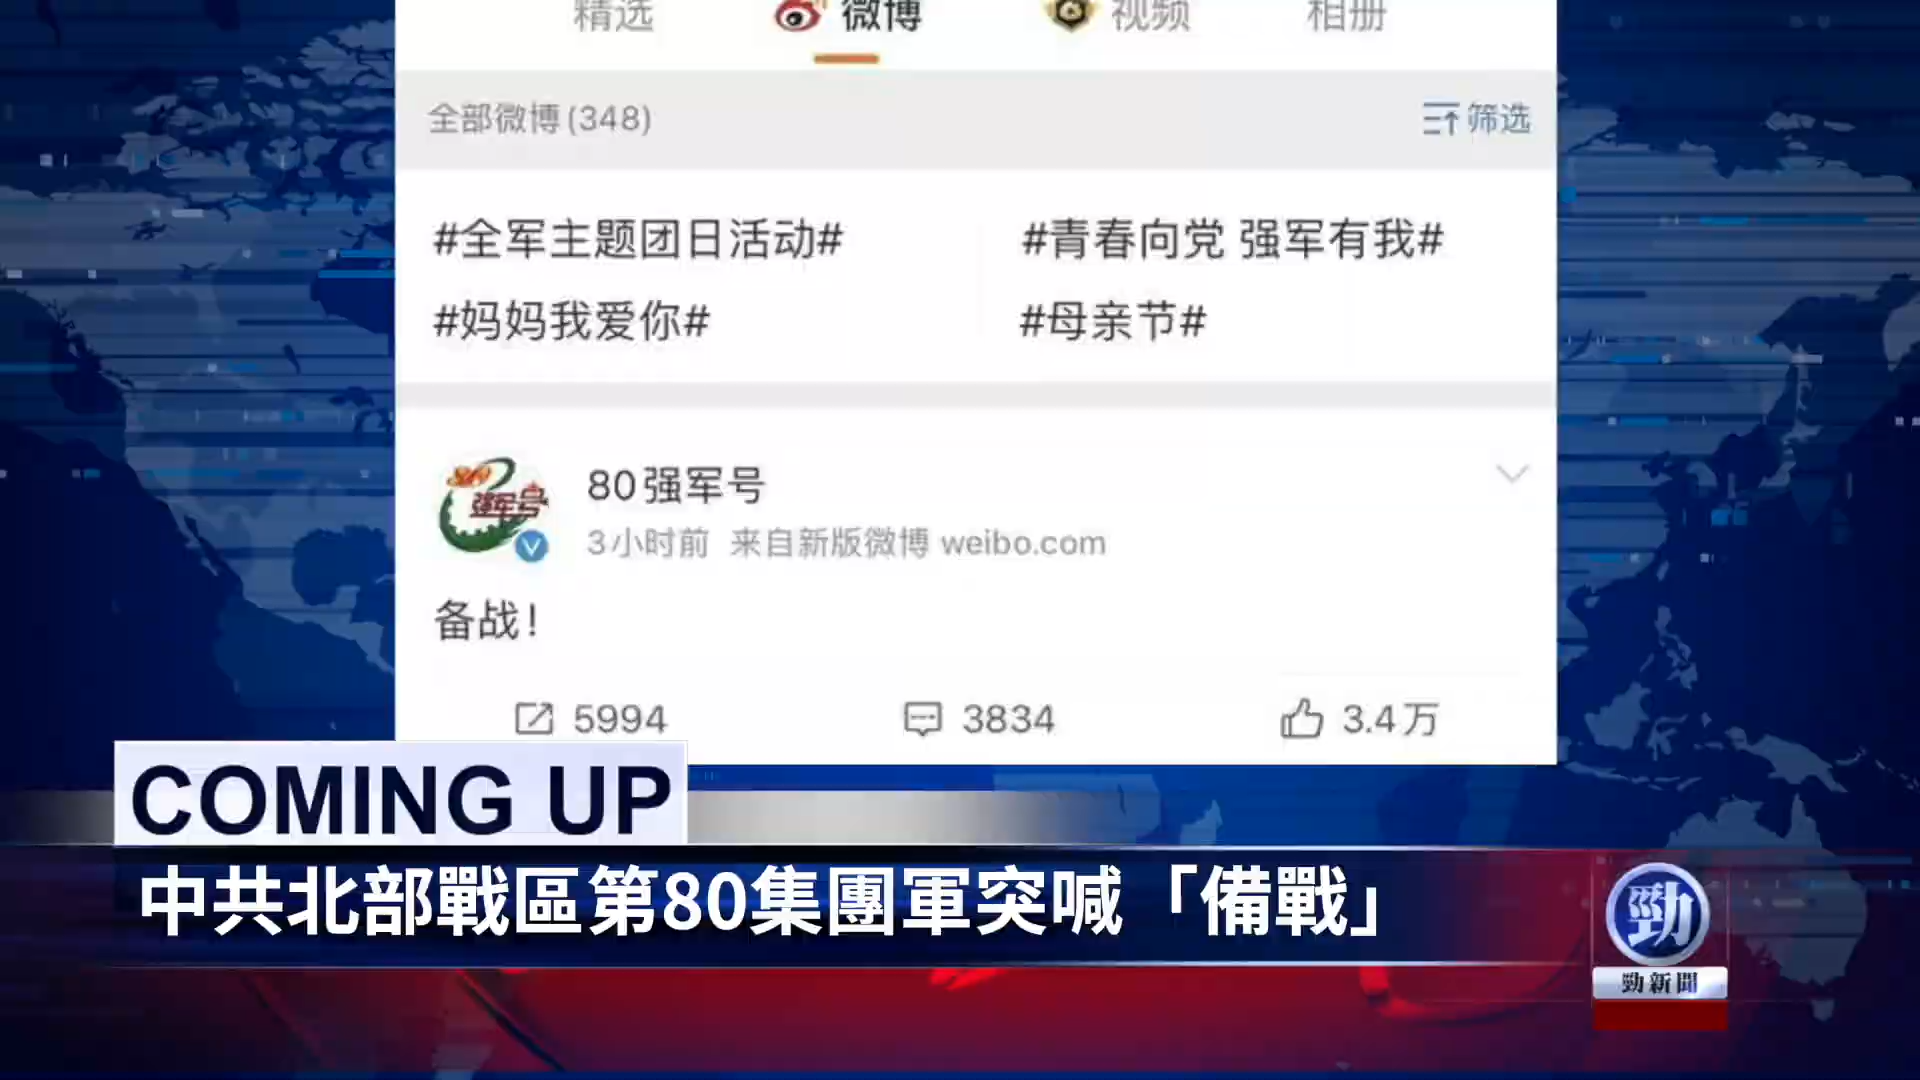 精选 微博 视频 相册
全部微博(348) 筛选
#全军主题团日活动# #青春向党 强军有我#
#妈妈我爱你# #母亲节#
80 强军号
80强军号
3小时前 来自新版微博 weibo.com
备战!
5994 3834 3.4万
COMING UP
中共北部戰區第80集團軍突喊「備戰」
勁
勁新聞